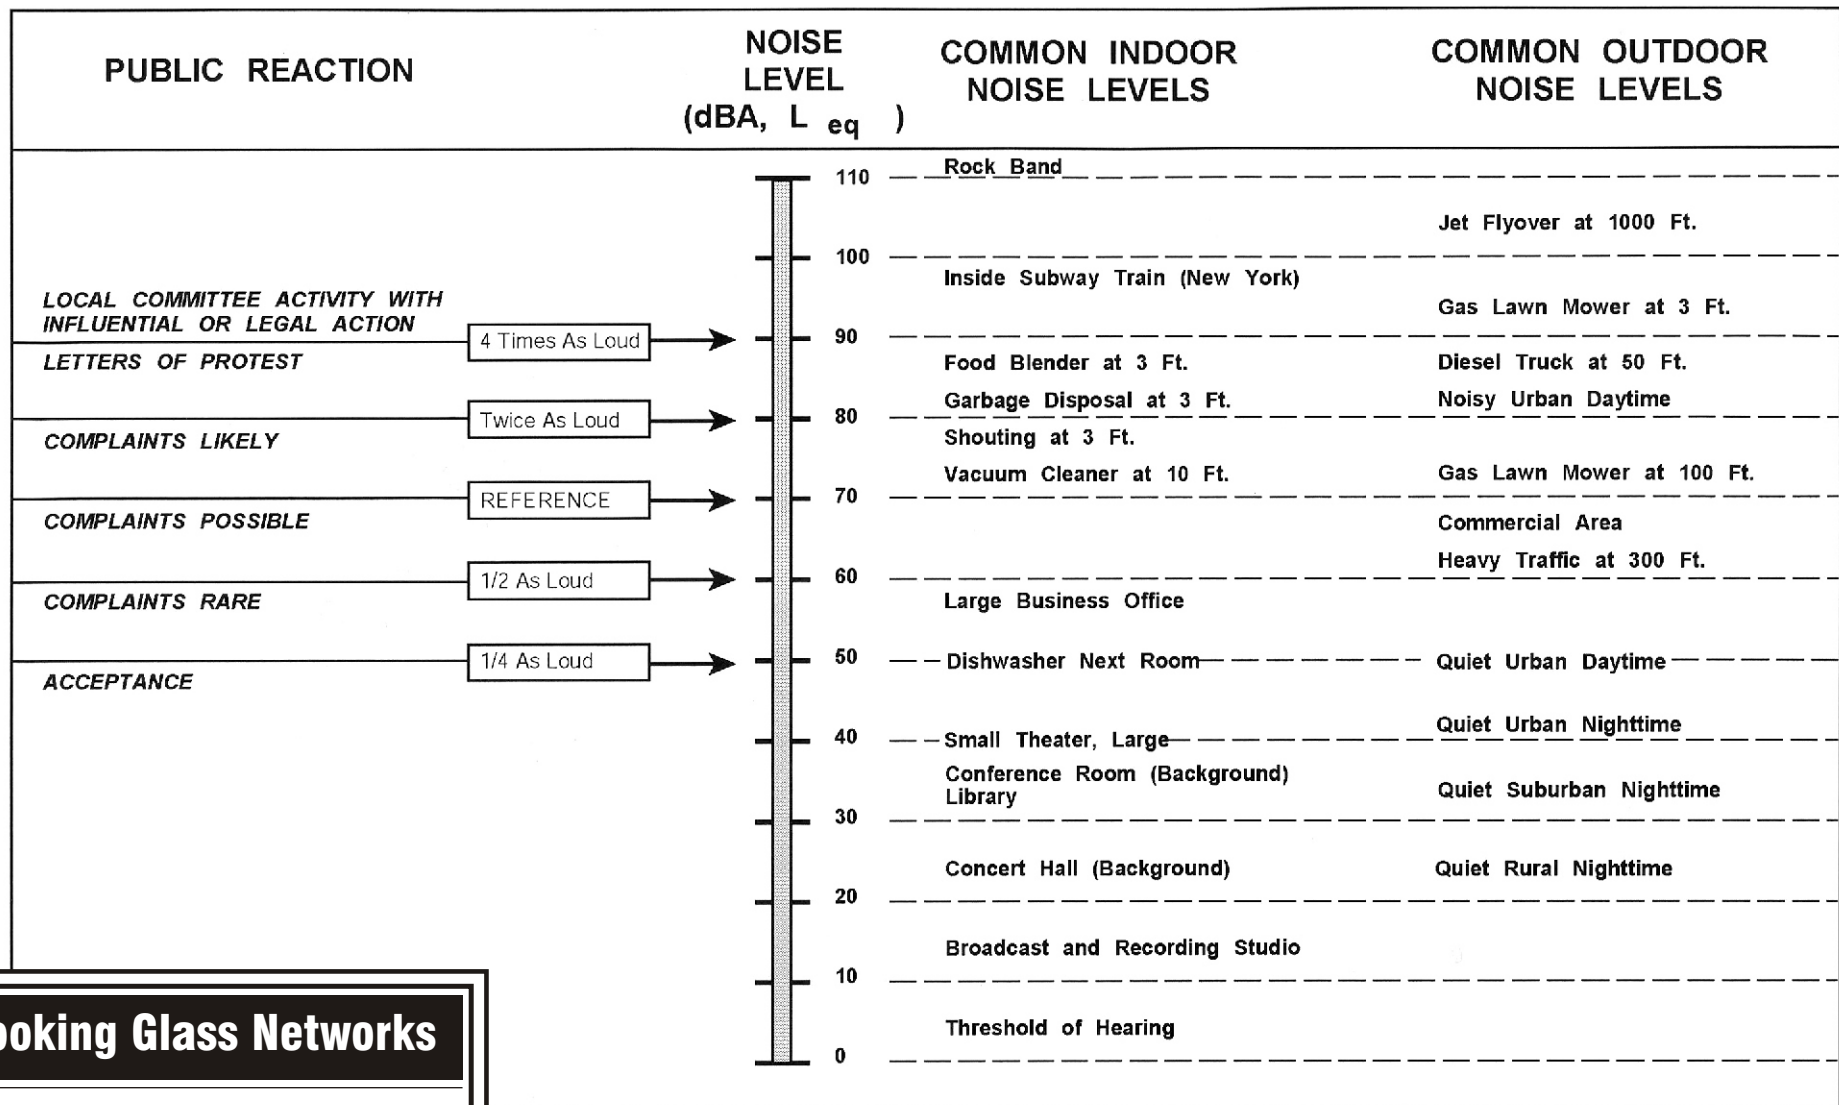 PUBLIC REACTION
NOISE
LEVEL
(dBA, L eq )
COMMON INDOOR
NOISE LEVELS
COMMON OUTDOOR
NOISE LEVELS
LOCAL COMMITTEE ACTIVITY WITH
INFLUENTIAL OR LEGAL ACTION
LETTERS OF PROTEST
COMPLAINTS LIKELY
COMPLAINTS POSSIBLE
COMPLAINTS RARE
ACCEPTANCE
4 Times As Loud
Twice As Loud
REFERENCE
1/2 As Loud
1/4 As Loud
110
100
90
80
70
60
50
40
30
20
10
0
Rock Band
Inside Subway Train (New York)
Food Blender at 3 Ft.
Garbage Disposal at 3 Ft.
Shouting at 3 Ft.
Vacuum Cleaner at 10 Ft.
Large Business Office
Dishwasher Next Room
Small Theater, Large
Conference Room (Background)
Library
Concert Hall (Background)
Broadcast and Recording Studio
Threshold of Hearing
Jet Flyover at 1000 Ft.
Gas Lawn Mower at 3 Ft.
Diesel Truck at 50 Ft.
Noisy Urban Daytime
Gas Lawn Mower at 100 Ft.
Commercial Area
Heavy Traffic at 300 Ft.
Quiet Urban Daytime
Quiet Urban Nighttime
Quiet Suburban Nighttime
Quiet Rural Nighttime
ooking Glass Networks